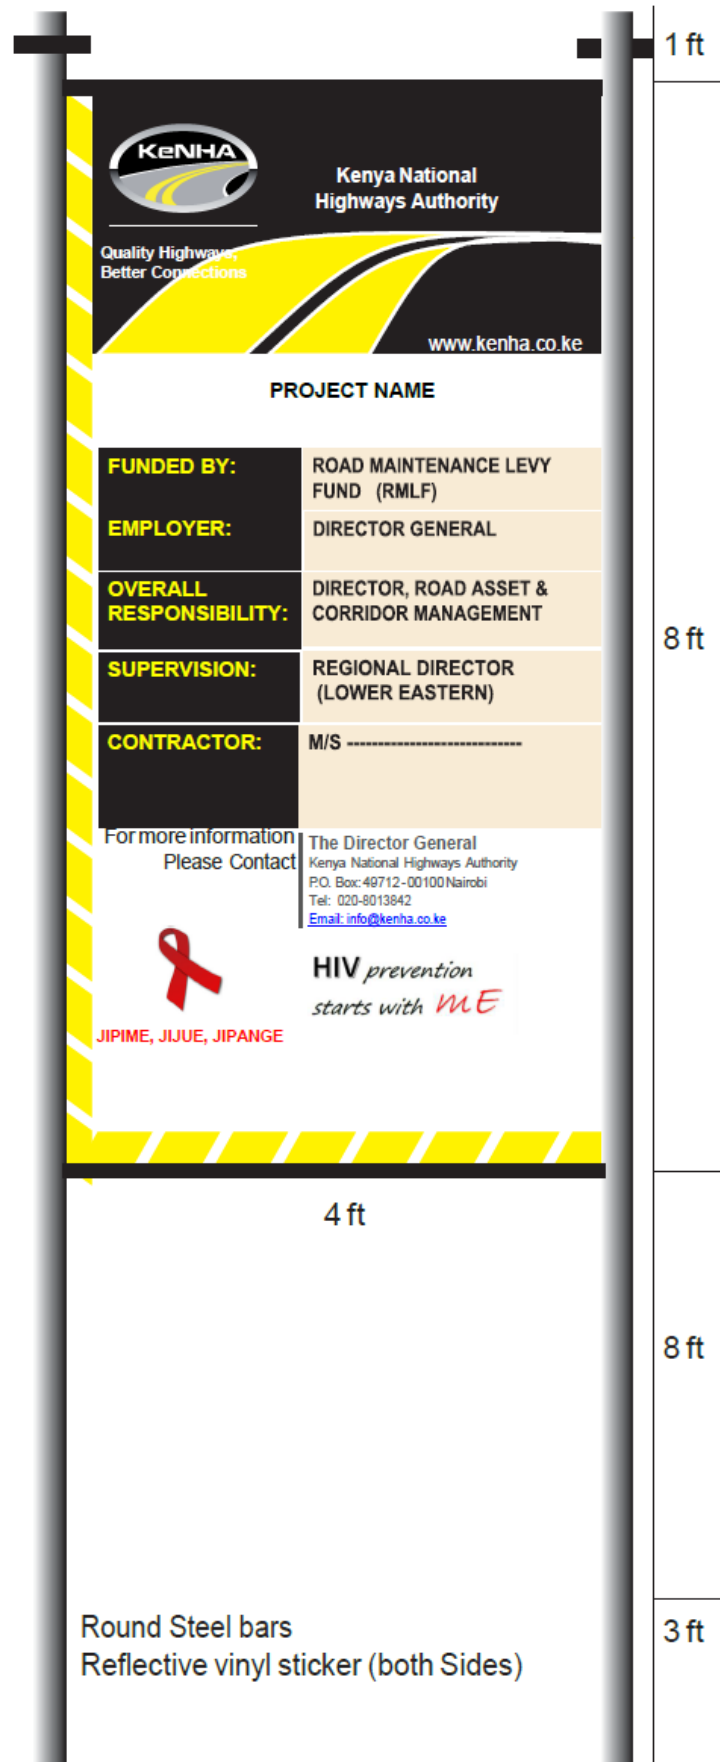 1 ft
KeNHA
Kenya National
Highways Authority
Quality Highways,
Better Connections
www.kenha.co.ke
PROJECT NAME
FUNDED BY:
ROAD MAINTENANCE LEVY
FUND (RMLF)
EMPLOYER:
DIRECTOR GENERAL
OVERALL
RESPONSIBILITY:
DIRECTOR, ROAD ASSET &
CORRIDOR MANAGEMENT
8 ft
SUPERVISION:
REGIONAL DIRECTOR
(LOWER EASTERN)
CONTRACTOR:
M/S ----------------------------
For more information
Please Contact
The Director General
Kenya National Highways Authority
P.O. Box: 49712-00100 Nairobi
Tel: 020-8013842
Email: info@kenha.co.ke
HIV prevention
starts with ME
JIPIME, JIJUE, JIPANGE
4 ft
8 ft
Round Steel bars
Reflective vinyl sticker (both Sides)
3 ft